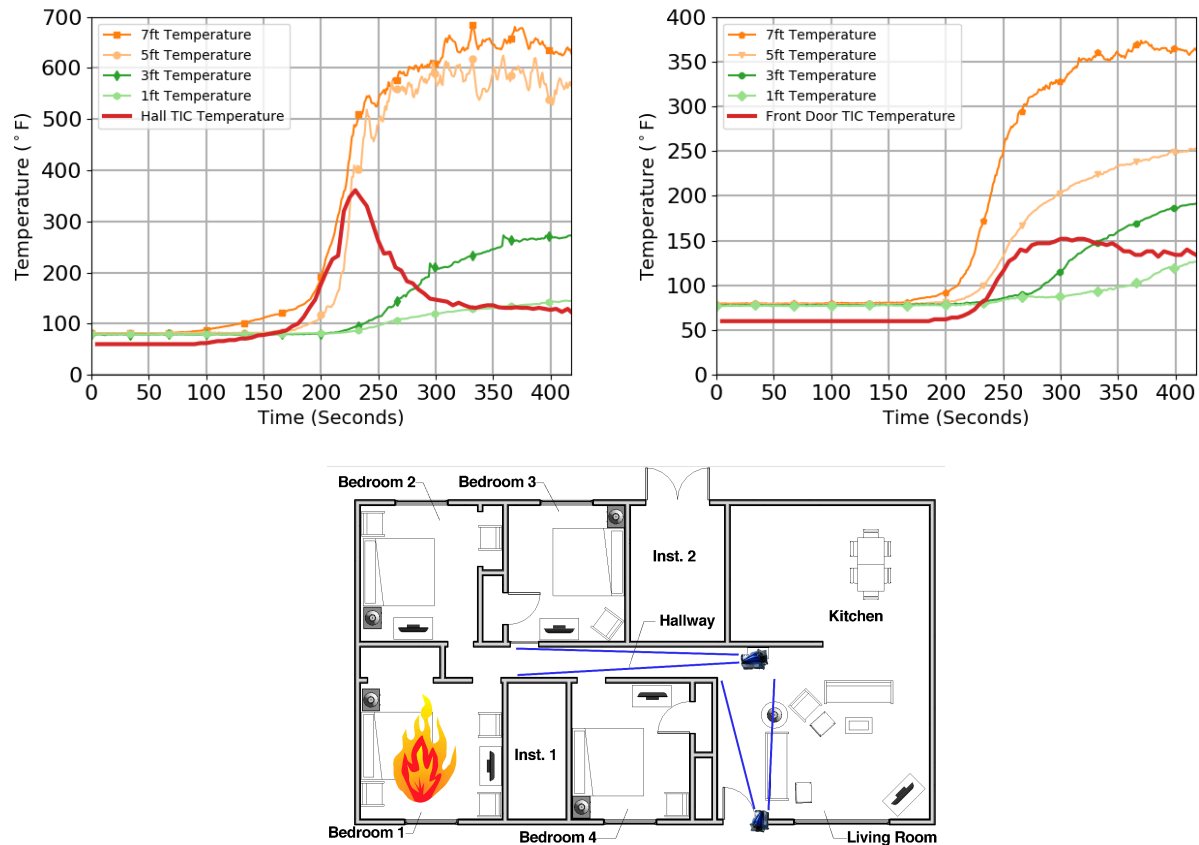 700
600
500
400
300
200
100
0
Temperature (°F)
7ft Temperature
5ft Temperature
3ft Temperature
1ft Temperature
Hall TIC Temperature
0 50 100 150 200 250 300 350 400
Time (Seconds)
400
350
300
250
200
150
100
50
0
Temperature (°F)
7ft Temperature
5ft Temperature
3ft Temperature
1ft Temperature
Front Door TIC Temperature
0 50 100 150 200 250 300 350 400
Time (Seconds)
Bedroom 2
Bedroom 3
Inst. 2
Kitchen
Hallway
Inst. 1
Bedroom 1
Bedroom 4
Living Room